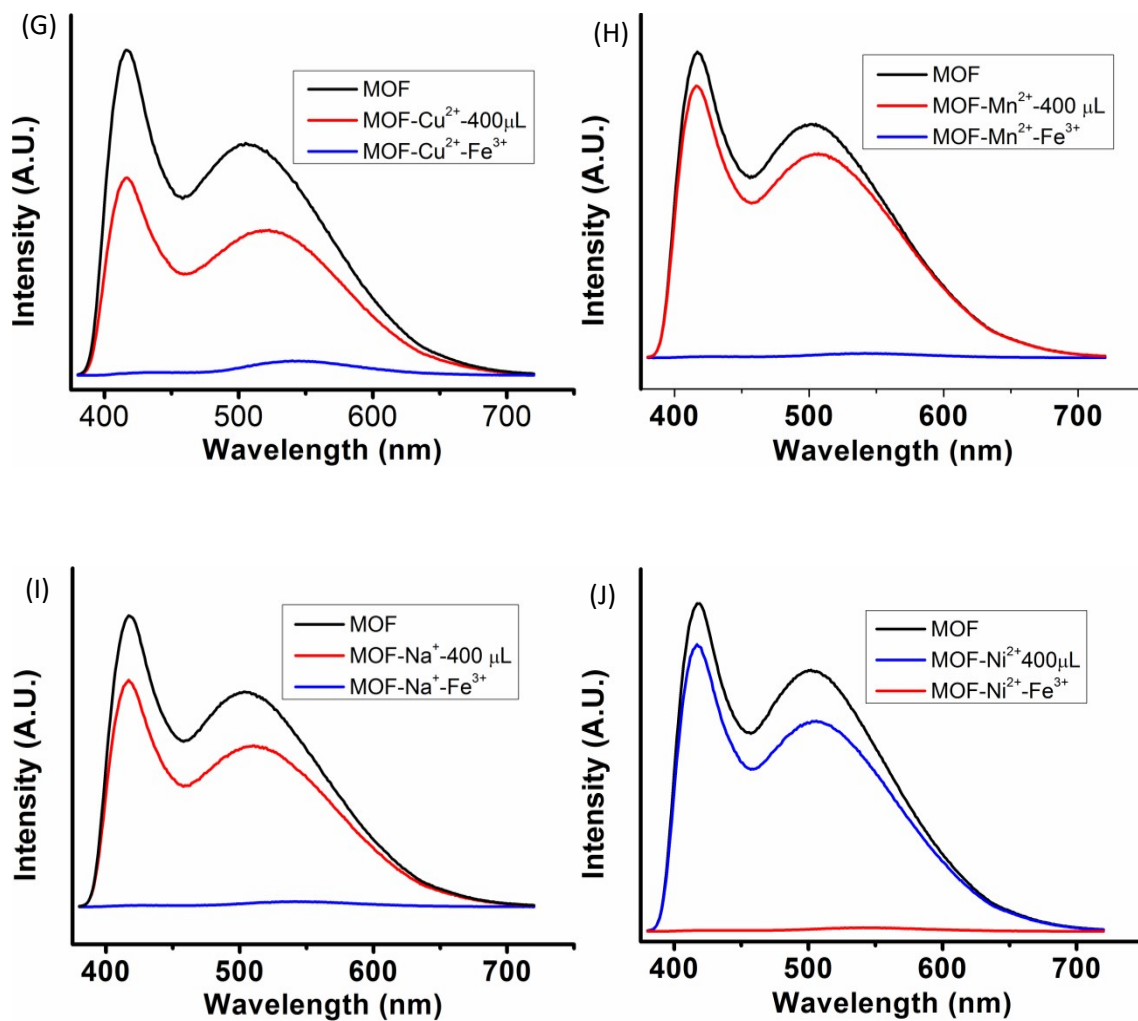 (G)
MOF
MOF-Cu²⁺-400μL
MOF-Cu²⁺-Fe³⁺
Intensity (A.U.)
400 500 600 700
Wavelength (nm)
(H)
MOF
MOF-Mn²⁺-400 μL
MOF-Mn²⁺-Fe³⁺
Intensity (A.U.)
400 500 600 700
Wavelength (nm)
(I)
MOF
MOF-Na⁺-400 μL
MOF-Na⁺-Fe³⁺
Intensity (A.U.)
400 500 600 700
Wavelength (nm)
(J)
MOF
MOF-Ni²⁺400μL
MOF-Ni²⁺-Fe³⁺
Intensity (A.U.)
400 500 600 700
Wavelength (nm)